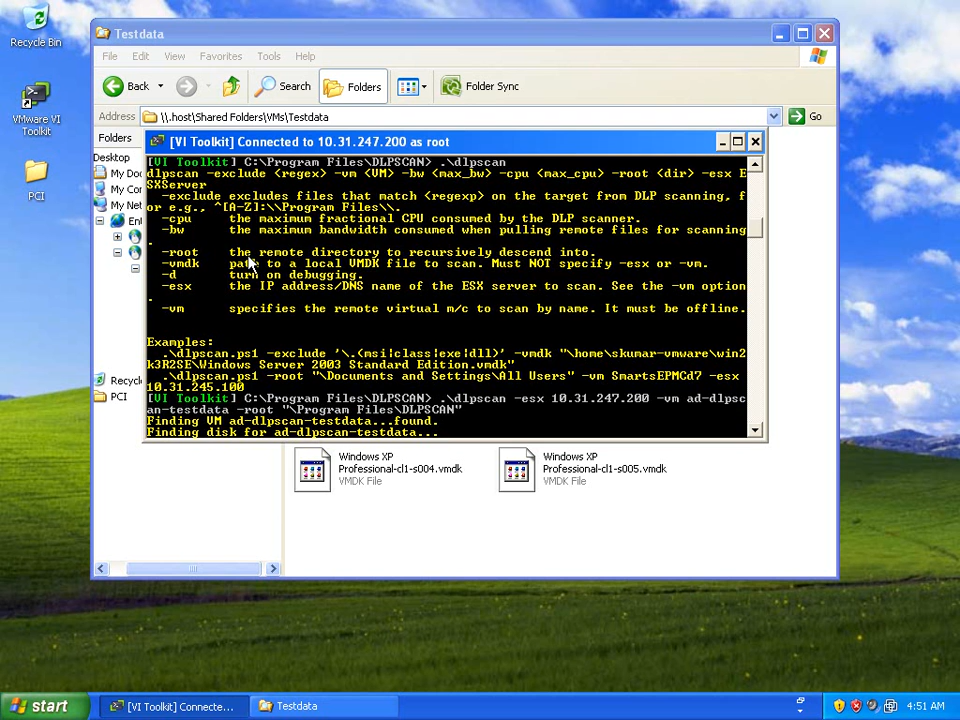 Recycle Bin
VMware VI
Toolkit
PCI
Testdata
File Edit View Favorites Tools Help
Back Search Folders Folder Sync
Address \\.host\Shared Folders\VMs\Testdata Go
Folders
Desktop
My Doc
My Con
My Net
Ent
Recycl
PCI
[VI Toolkit] Connected to 10.31.247.200 as root
[VI Toolkit] C:\Program Files\DLPSCAN> .\dlpscan
dlpscan -exclude <regex> -vm <VM> -bw <max_bw> -cpu <max_cpu> -root <dir> -esx E
SXServer
-exclude excludes files that match <regexp> on the target from DLP scanning, f
or e.g., ^[A-Z]:\\Program Files\\.
-cpu the maximum fractional CPU consumed by the DLP scanner.
-bw the maximum bandwidth consumed when pulling remote files for scanning
.
-root the remote directory to recursively descend into.
-vmdk path to a local VMDK file to scan. Must NOT specify -esx or -vm.
-d turn on debugging.
-esx the IP address/DNS name of the ESX server to scan. See the -vm option
.
-vm specifies the remote virtual m/c to scan by name. It must be offline.
Examples:
.\dlpscan.ps1 -exclude '\.(msi|class|exe|dll)' -vmdk "\home\skumar-vmware\win2
k3R2SE\Windows Server 2003 Standard Edition.vmdk"
.\dlpscan.ps1 -root "\Documents and Settings\All Users" -vm SmartsEPMCd7 -esx
10.31.245.100
[VI Toolkit] C:\Program Files\DLPSCAN> .\dlpscan -esx 10.31.247.200 -vm ad-dlpsc
an-testdata -root "\Program Files\DLPSCAN"
Finding VM ad-dlpscan-testdata...found.
Finding disk for ad-dlpscan-testdata...
Windows XP
Professional-cl1-s004.vmdk
VMDK File
Windows XP
Professional-cl1-s005.vmdk
VMDK File
start [VI Toolkit] Connecte... Testdata 4:51 AM